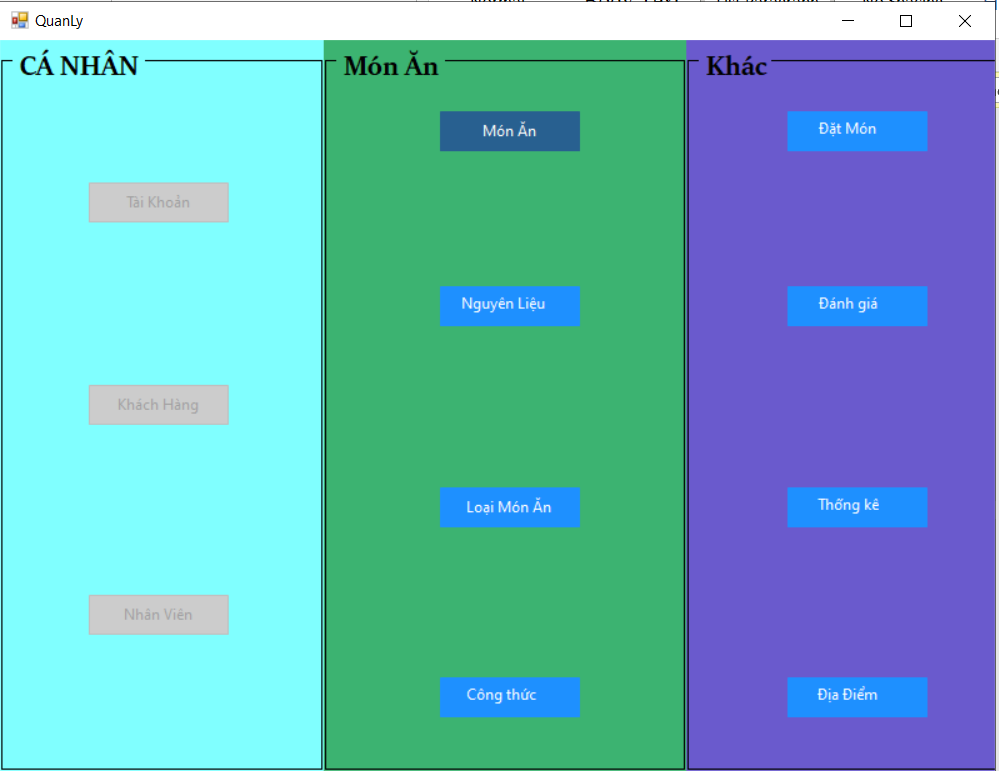 QuanLy
CÁ NHÂN
Tài Khoản
Khách Hàng
Nhân Viên
Món Ăn
Món Ăn
Nguyên Liệu
Loại Món Ăn
Công thức
Khác
Đặt Món
Đánh giá
Thống kê
Địa Điểm